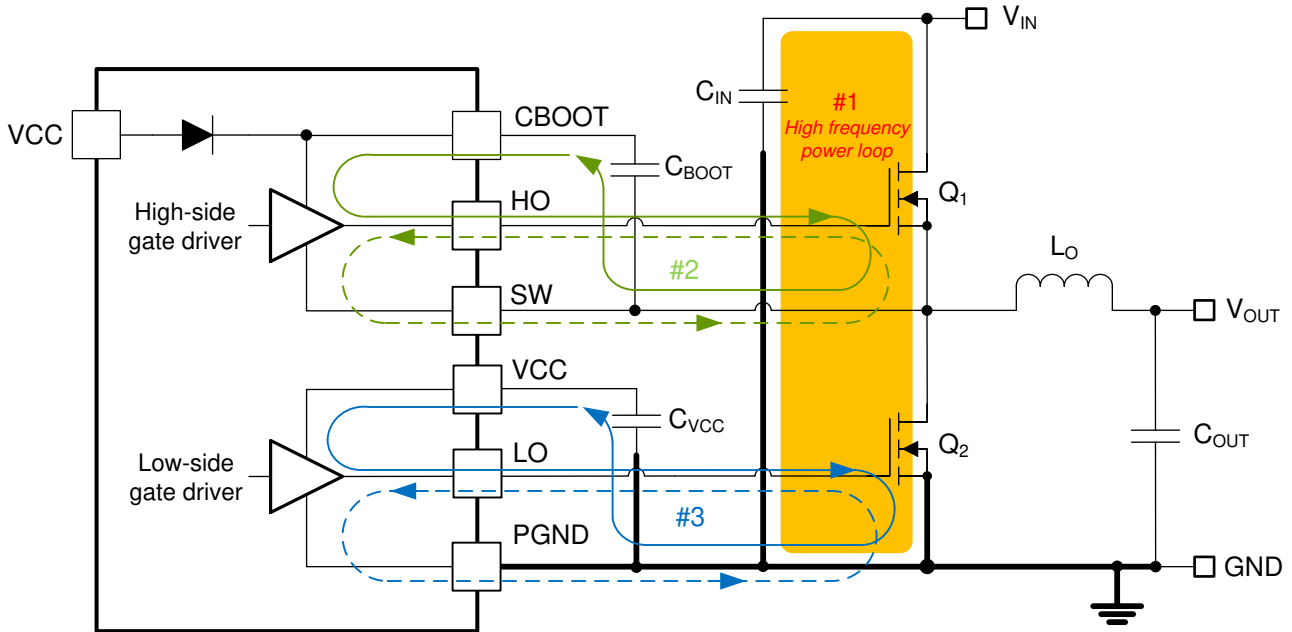 V_IN
C_IN
#1
High frequency
power loop
VCC
CBOOT
C_BOOT
HO
Q_1
High-side
gate driver
#2
SW
L_O
V_OUT
VCC
C_VCC
Q_2
C_OUT
LO
Low-side
gate driver
#3
PGND
GND